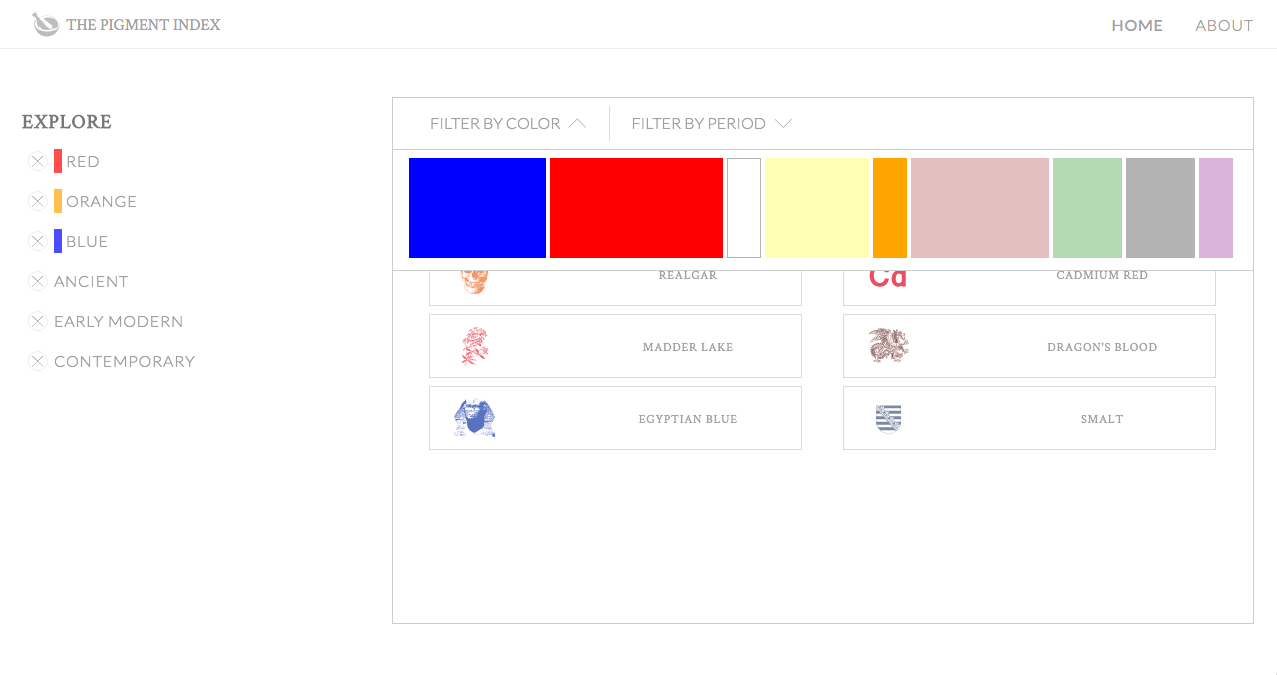 THE PIGMENT INDEX
HOME ABOUT
EXPLORE
RED
ORANGE
BLUE
ANCIENT
EARLY MODERN
CONTEMPORARY
FILTER BY COLOR FILTER BY PERIOD
REALGAR
Cd CADMIUM RED
MADDER LAKE
DRAGON'S BLOOD
EGYPTIAN BLUE
SMALT